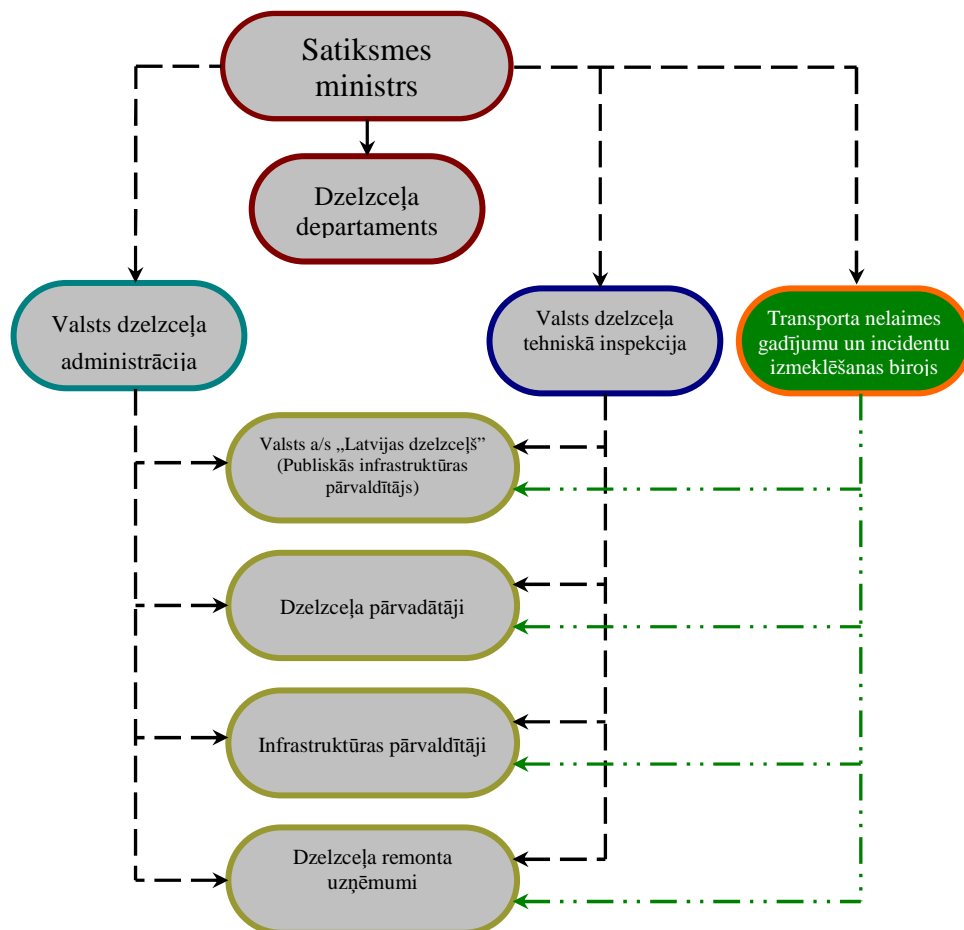 Satiksmes
ministrs
Dzelzceļa
departaments
Valsts dzelzceļa
administrācija
Valsts dzelzceļa
tehniskā inspekcija
Transporta nelaimes
gadījumu un incidentu
izmeklēšanas birojs
Valsts a/s „Latvijas dzelzceļš”
(Publiskās infrastruktūras
pārvaldītājs)
Dzelzceļa pārvadātāji
Infrastruktūras pārvaldītāji
Dzelzceļa remonta
uzņēmumi